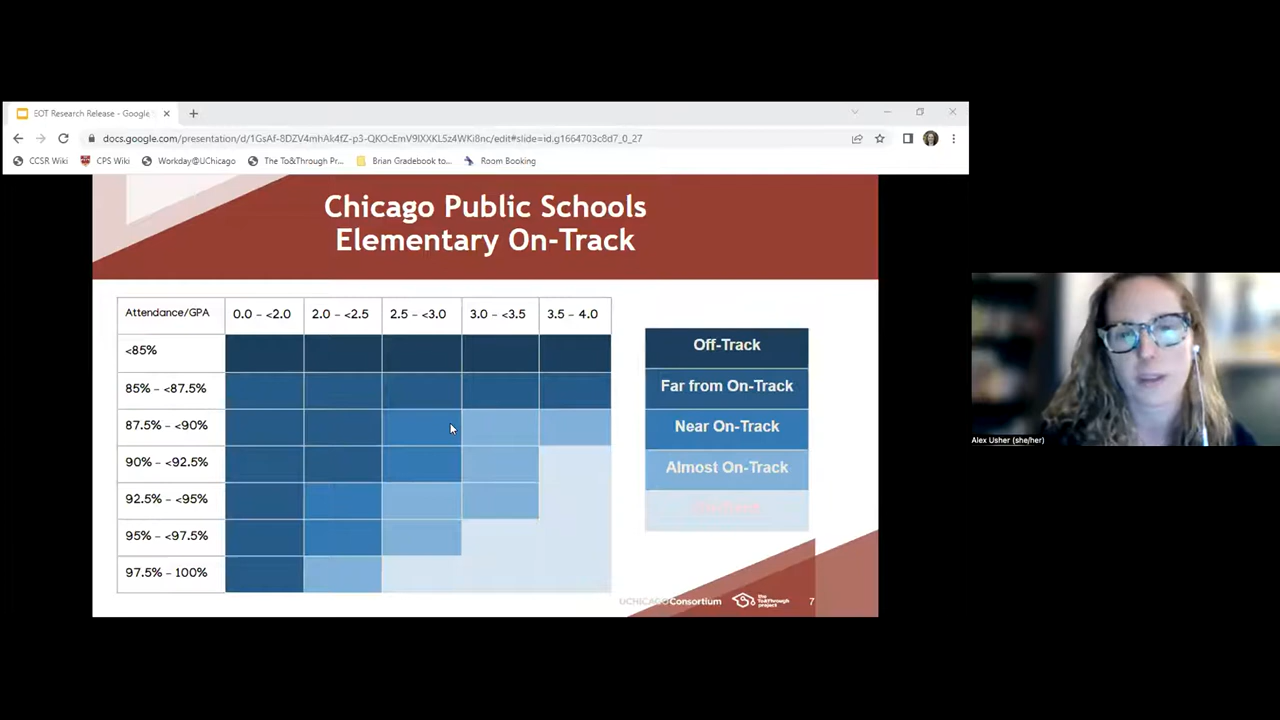 EOT Research Release - Google
docs.google.com/presentation/d/1GsAf-8DZV4mhAk4fZ-p3-QKOcEmV9IXXKL5z4WKi8nc/edit#slide=id.g1664703c8d7_0_27
CCSR Wiki CPS Wiki Workday@UChicago The To&Through Pr... Brian Gradebook to... Room Booking
Chicago Public Schools
Elementary On-Track
Attendance/GPA 0.0 - <2.0 2.0 - <2.5 2.5 - <3.0 3.0 - <3.5 3.5 - 4.0
<85%
85% - <87.5%
87.5% - <90%
90% - <92.5%
92.5% - <95%
95% - <97.5%
97.5% - 100%
Off-Track
Far from On-Track
Near On-Track
Almost On-Track
UCHICAGO Consortium
The
To&Through
project
7
Alex Usher (she/her)